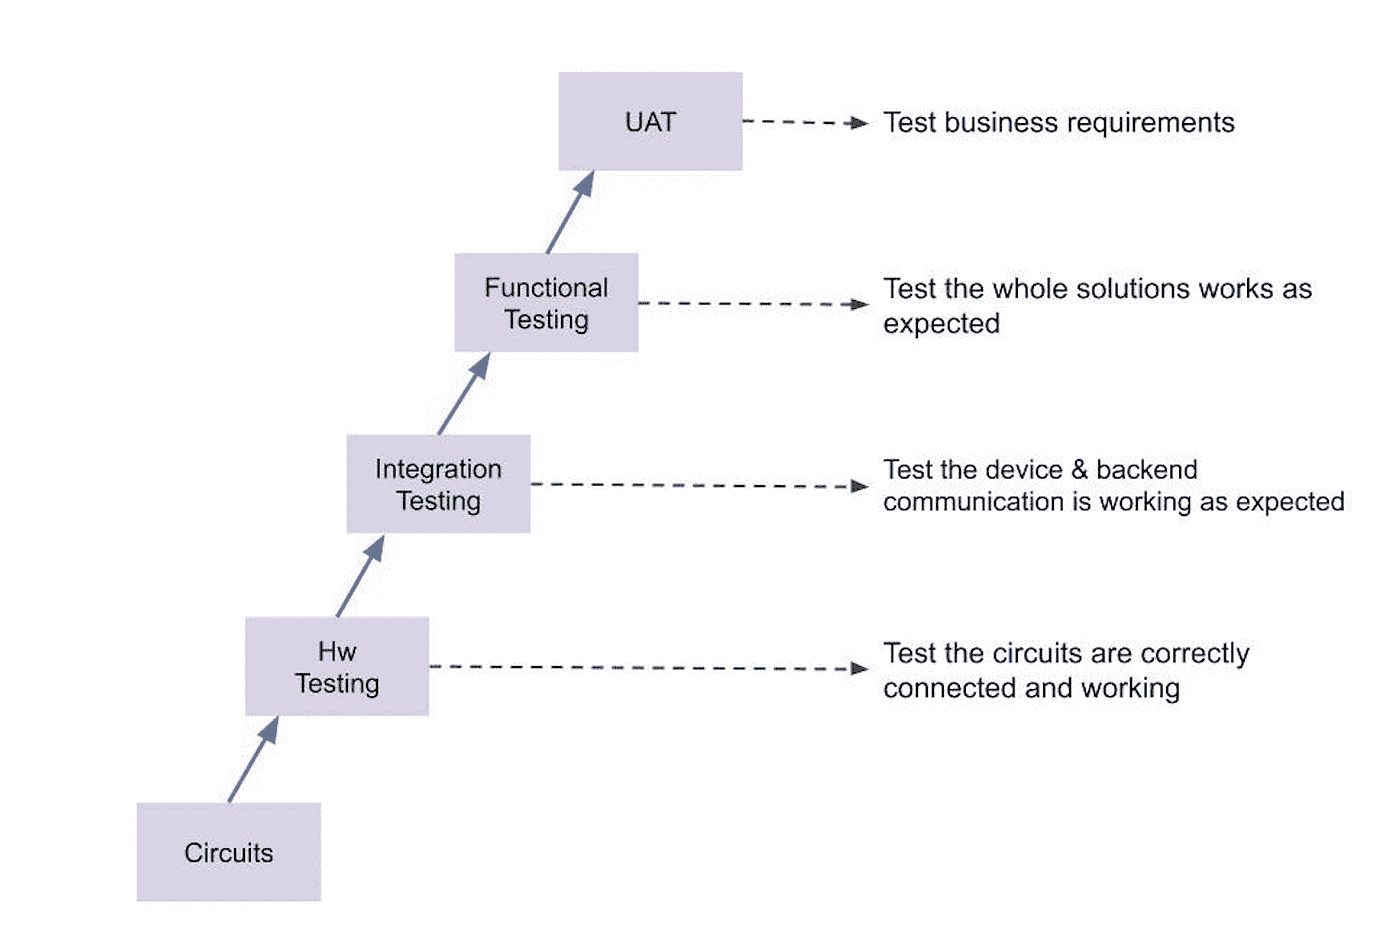 UAT
Test business requirements
Functional
Testing
Test the whole solutions works as
expected
Integration
Testing
Test the device & backend
communication is working as expected
Hw
Testing
Test the circuits are correctly
connected and working
Circuits